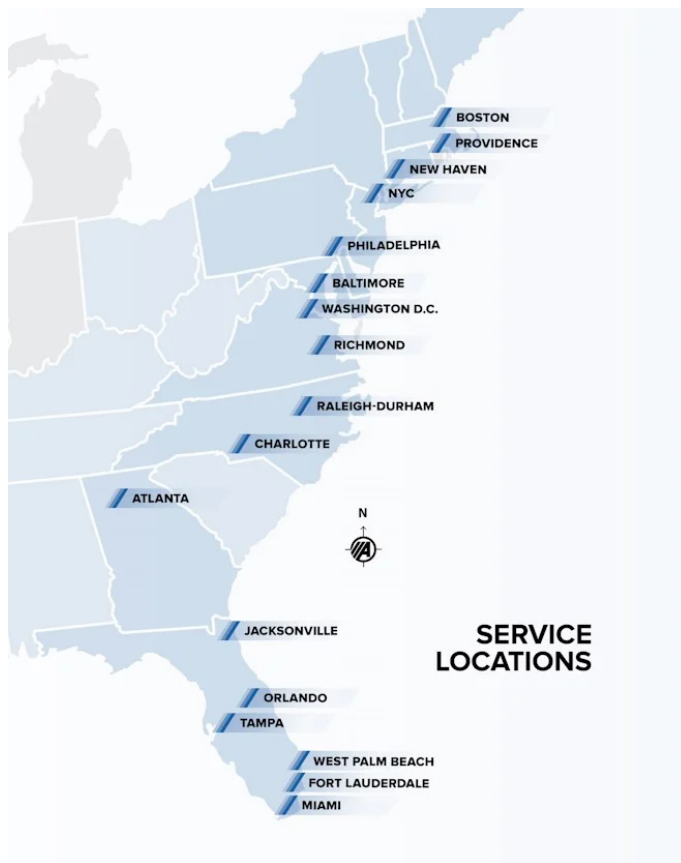 BOSTON
PROVIDENCE
NEW HAVEN
NYC
PHILADELPHIA
BALTIMORE
WASHINGTON D.C.
RICHMOND
RALEIGH-DURHAM
CHARLOTTE
ATLANTA
N
A
JACKSONVILLE
SERVICE
LOCATIONS
ORLANDO
TAMPA
WEST PALM BEACH
FORT LAUDERDALE
MIAMI